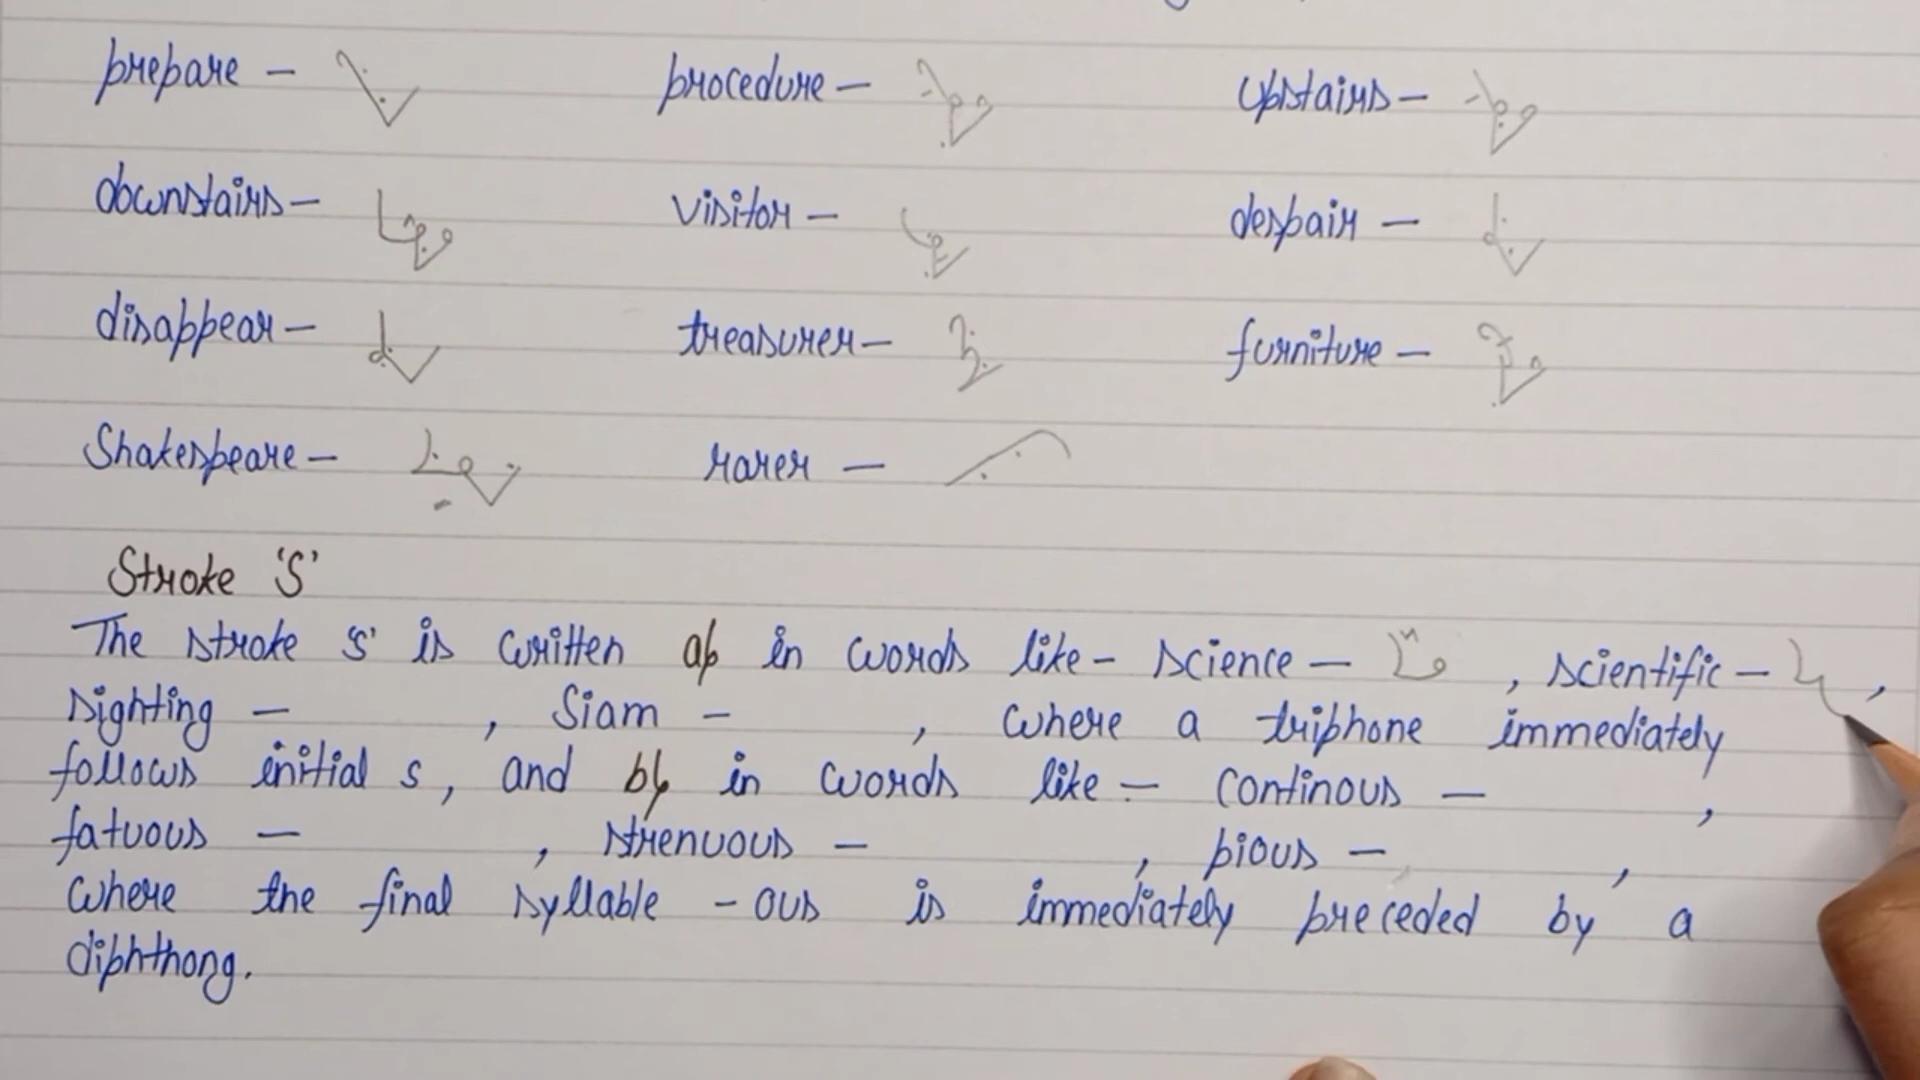 prepare – procedure – Upstairs –
downstairs – visitor – despair –
disappear – treasurer – furniture –
Shakespeare – rarer –
Stroke 'S'
The stroke 'S' is written a) in words like – science – , scientific – ,
sighting – , Siam – , where a triphone immediately
follows initial s, and b) in words like – continous – ,
fatuous – , strenuous – , pious – ,
where the final syllable – ous is immediately preceded by a
diphthong.